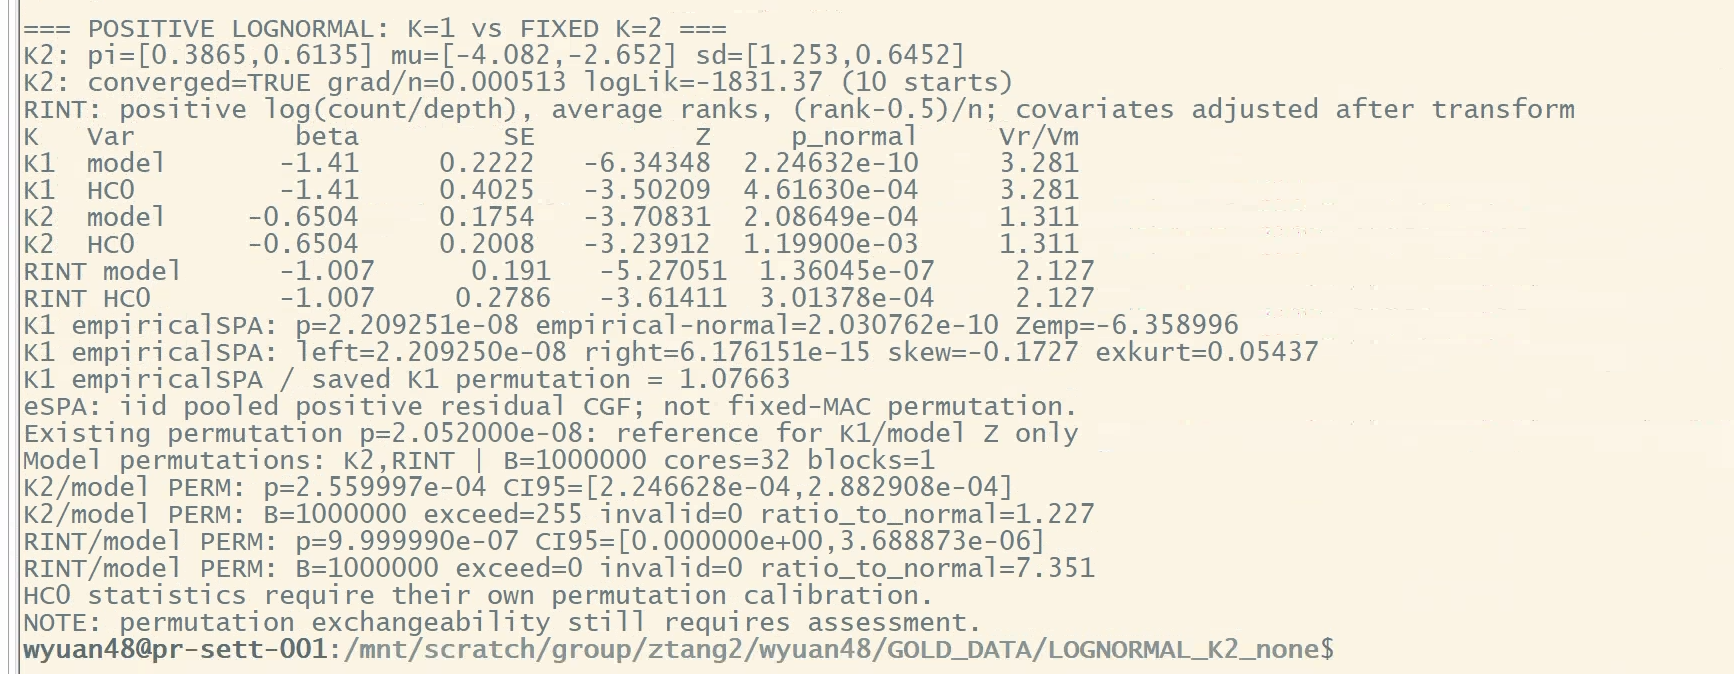 === POSITIVE LOGNORMAL: K=1 vs FIXED K=2 ===
K2: pi=[0.3865,0.6135] mu=[-4.082,-2.652] sd=[1.253,0.6452]
K2: converged=TRUE grad/n=0.000513 logLik=-1831.37 (10 starts)
RINT: positive log(count/depth), average ranks, (rank-0.5)/n; covariates adjusted after transform
K Var beta SE Z p_normal Vr/Vm
K1 model -1.41 0.2222 -6.34348 2.24632e-10 3.281
K1 HC0 -1.41 0.4025 -3.50209 4.61630e-04 3.281
K2 model -0.6504 0.1754 -3.70831 2.08649e-04 1.311
K2 HC0 -0.6504 0.2008 -3.23912 1.19900e-03 1.311
RINT model -1.007 0.191 -5.27051 1.36045e-07 2.127
RINT HC0 -1.007 0.2786 -3.61411 3.01378e-04 2.127
K1 empiricalSPA: p=2.209251e-08 empirical-normal=2.030762e-10 Zemp=-6.358996
K1 empiricalSPA: left=2.209250e-08 right=6.176151e-15 skew=-0.1727 exkurt=0.05437
K1 empiricalSPA / saved K1 permutation = 1.07663
eSPA: iid pooled positive residual CGF; not fixed-MAC permutation.
Existing permutation p=2.052000e-08: reference for K1/model Z only
Model permutations: K2,RINT | B=1000000 cores=32 blocks=1
K2/model PERM: p=2.559997e-04 CI95=[2.246628e-04,2.882908e-04]
K2/model PERM: B=1000000 exceed=255 invalid=0 ratio_to_normal=1.227
RINT/model PERM: p=9.999990e-07 CI95=[0.000000e+00,3.688873e-06]
RINT/model PERM: B=1000000 exceed=0 invalid=0 ratio_to_normal=7.351
HC0 statistics require their own permutation calibration.
NOTE: permutation exchangeability still requires assessment.
wyuan48@pr-sett-001:/mnt/scratch/group/ztang2/wyuan48/GOLD_DATA/LOGNORMAL_K2_none$